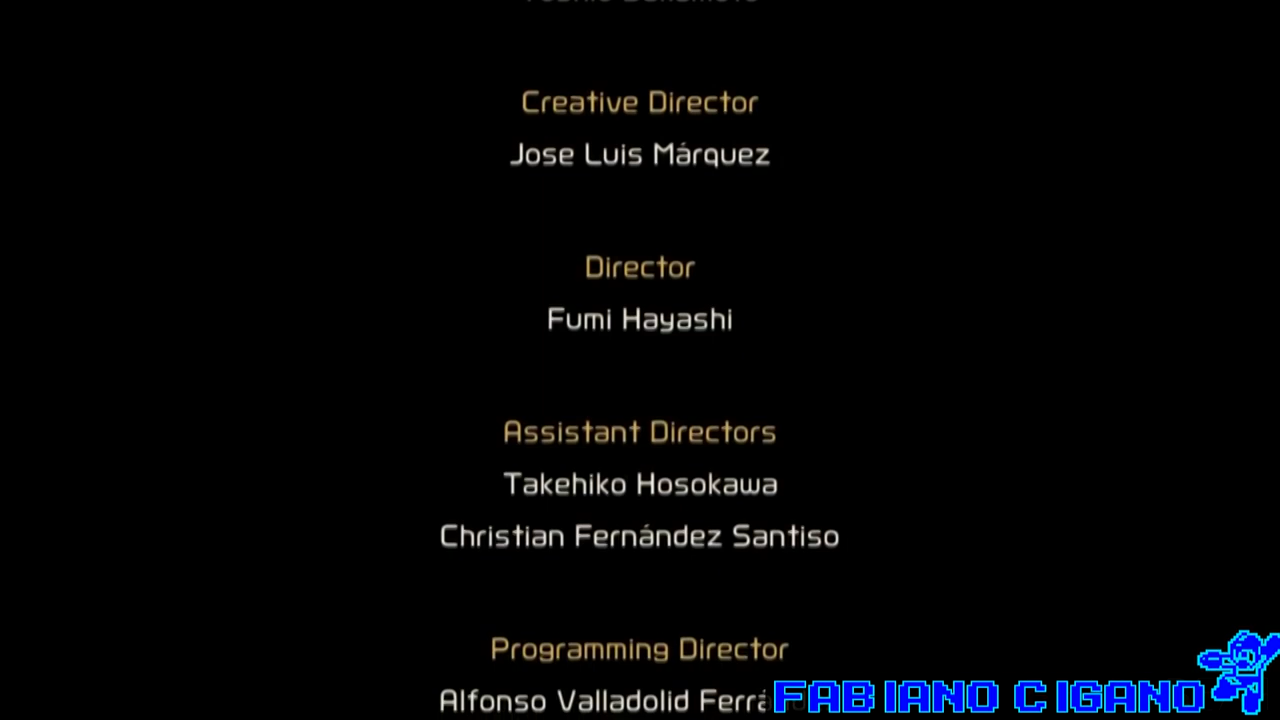 Creative Director
Jose Luis Márquez
Director
Fumi Hayashi
Assistant Directors
Takehiko Hosokawa
Christian Fernández Santiso
Programming Director
Alfonso Valladolid
FABIANO CIGANO